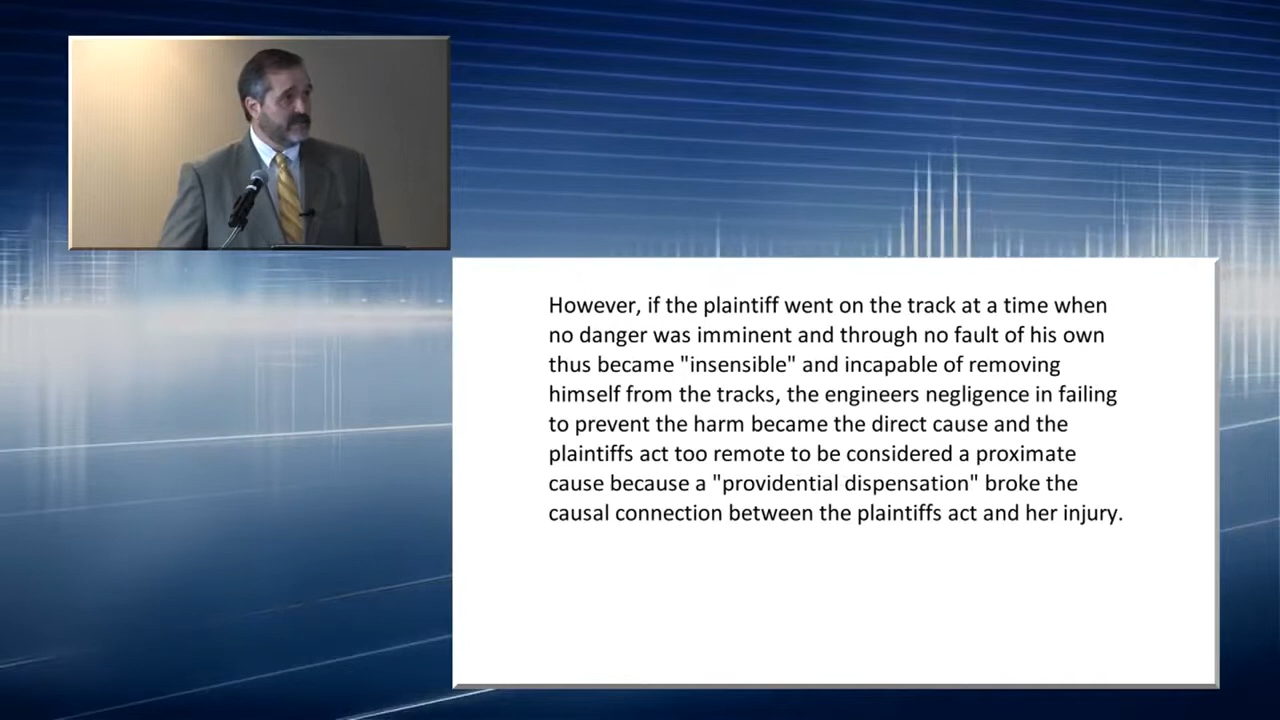 However, if the plaintiff went on the track at a time when
no danger was imminent and through no fault of his own
thus became "insensible" and incapable of removing
himself from the tracks, the engineers negligence in failing
to prevent the harm became the direct cause and the
plaintiffs act too remote to be considered a proximate
cause because a "providential dispensation" broke the
causal connection between the plaintiffs act and her injury.